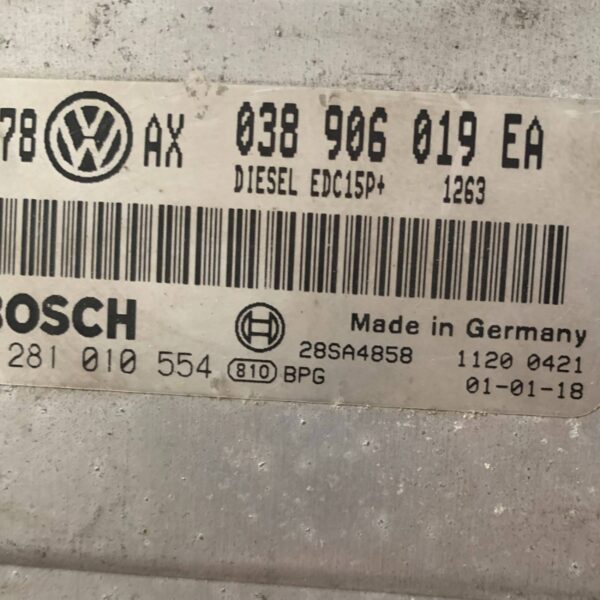 78 VW AX 038 906 019 EA
DIESEL EDC15P+ 1263
BOSCH
Made in Germany
281 010 554 810 BPG 28SA4858 1120 0421
01-01-18